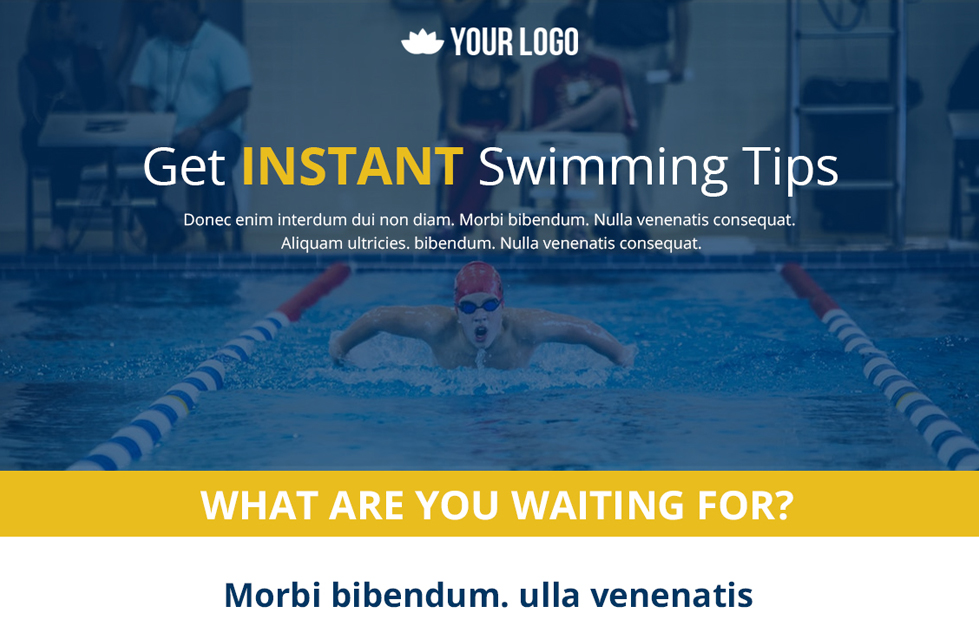 YOUR LOGO
Get INSTANT Swimming Tips
Donec enim interdum dui non diam. Morbi bibendum. Nulla venenatis consequat.
Aliquam ultricies. bibendum. Nulla venenatis consequat.
WHAT ARE YOU WAITING FOR?
Morbi bibendum. ulla venenatis